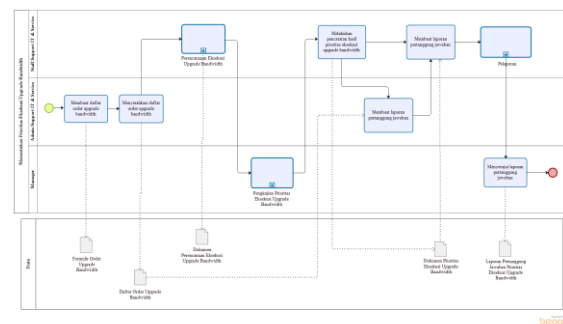 Menentukan Prioritas Eksekusi Upgrade Bandwidth
Staff Support IT & Service
Perencanaan Eksekusi
Upgrade Bandwidth
Melakukan
pencatatan hasil
prioritas eksekusi
upgrade bandwidth
Membuat laporan
pertanggung jawaban
Pelaporan
Admin Support IT & Service
Membuat daftar
order upgrade
bandwidth
Menyerahkan daftar
order upgrade
bandwidth
Membuat laporan
pertanggung jawaban
Manager
Pengkajian Prioritas
Eksekusi Upgrade
Bandwidth
Menyetujui laporan
pertanggung
jawaban
Data
Formulir Order
Upgrade
Bandwidth
Daftar Order Upgrade
Bandwidth
Dokumen
Perencanaan Eksekusi
Upgrade Bandwidth
Dokumen Prioritas
Eksekusi Upgrade
Bandwidth
Laporan Pertanggung
Jawaban Prioritas
Eksekusi Upgrade
Bandwidth